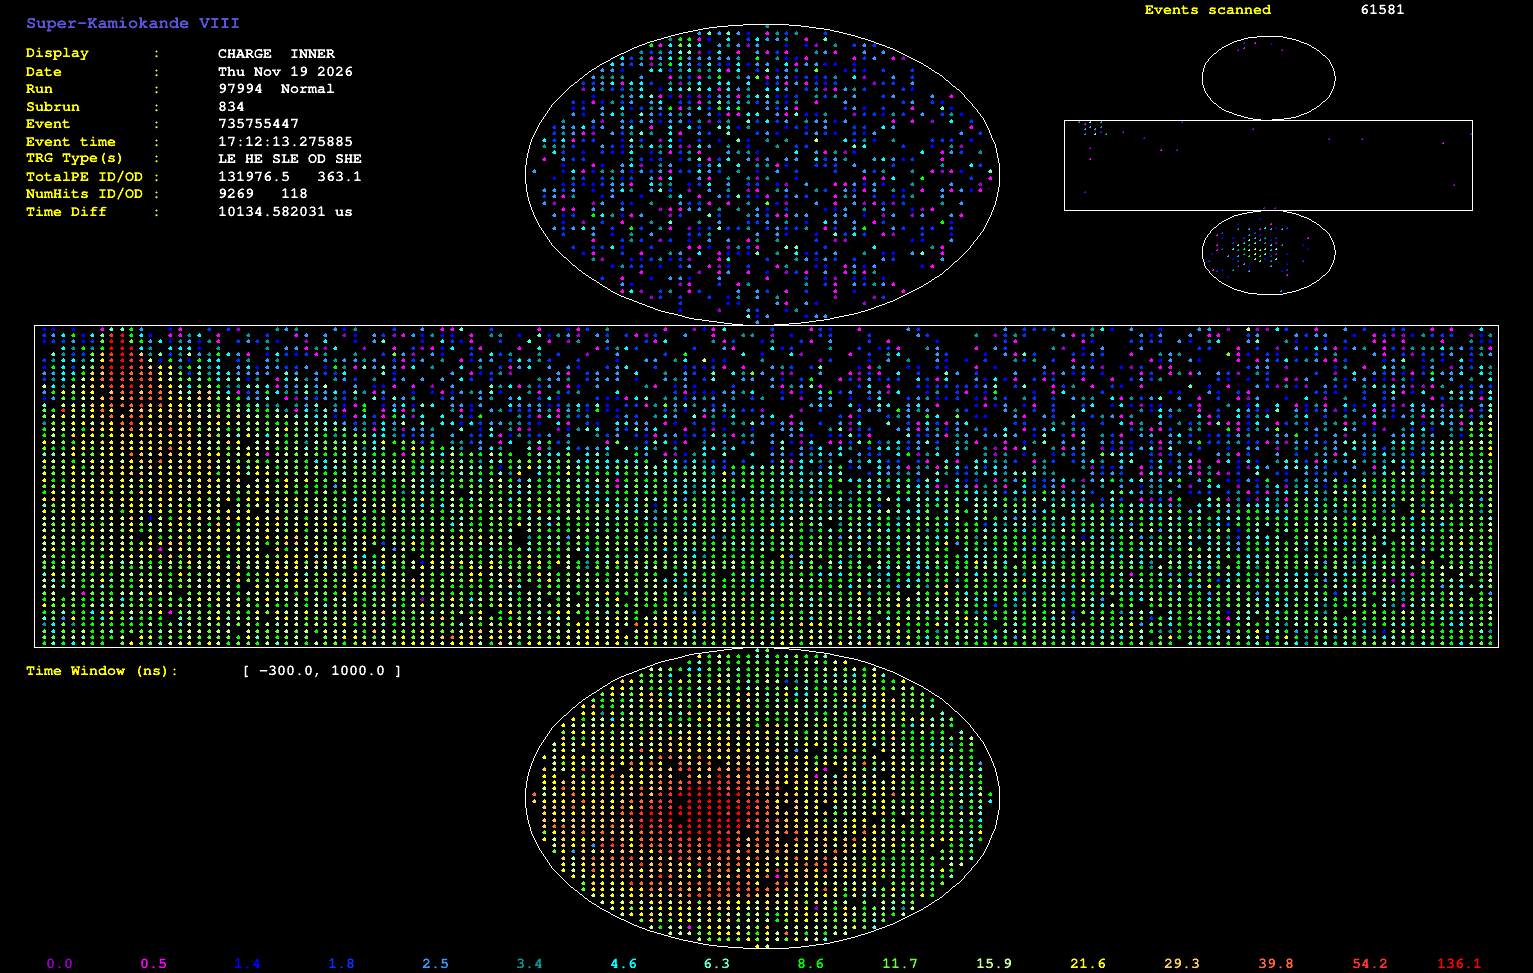 Super-Kamiokande VIII
Events scanned 61581
Display : CHARGE INNER
Date : Thu Nov 19 2026
Run : 97994 Normal
Subrun : 834
Event : 735755447
Event time : 17:12:13.275885
TRG Type(s) : LE HE SLE OD SHE
TotalPE ID/OD : 131976.5 363.1
NumHits ID/OD : 9269 118
Time Diff : 10134.582031 us
Time Window (ns): [ -300.0, 1000.0 ]
0.0 0.5 1.4 1.8 2.5 3.4 4.6 6.3 8.6 11.7 15.9 21.6 29.3 39.8 54.2 136.1